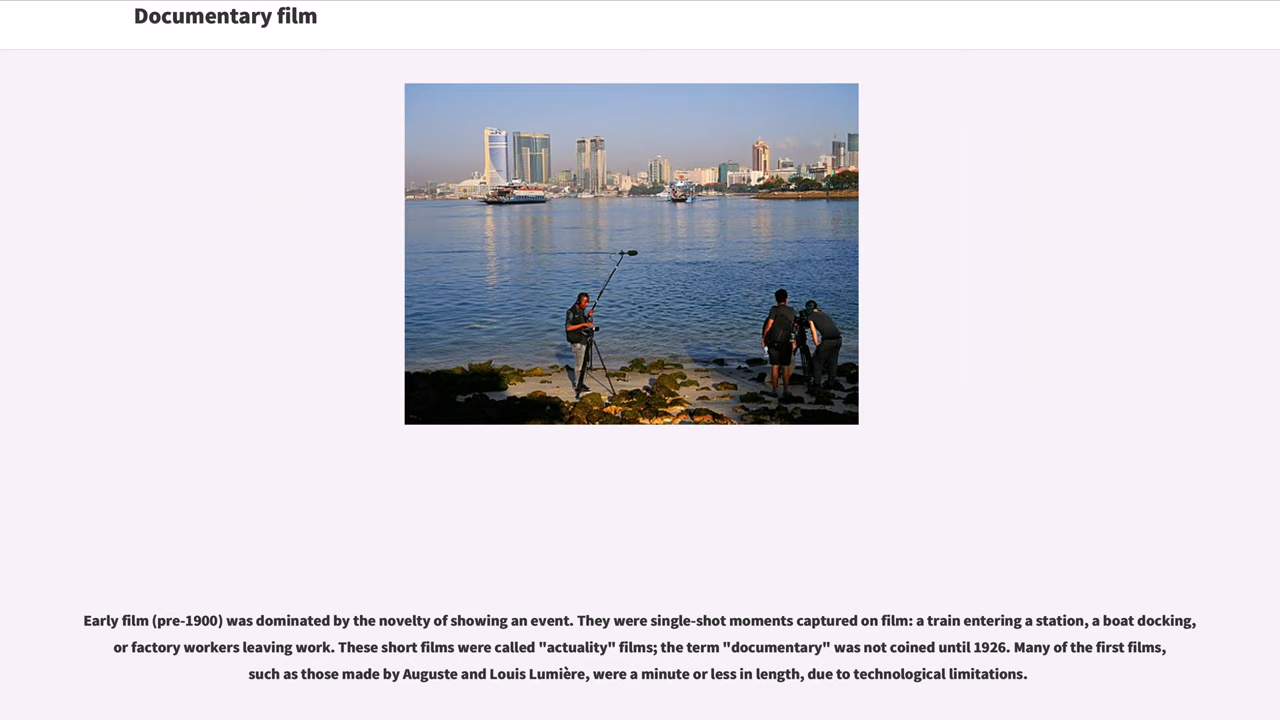 Documentary film
Early film (pre-1900) was dominated by the novelty of showing an event. They were single-shot moments captured on film: a train entering a station, a boat docking,
or factory workers leaving work. These short films were called "actuality" films; the term "documentary" was not coined until 1926. Many of the first films,
such as those made by Auguste and Louis Lumière, were a minute or less in length, due to technological limitations.